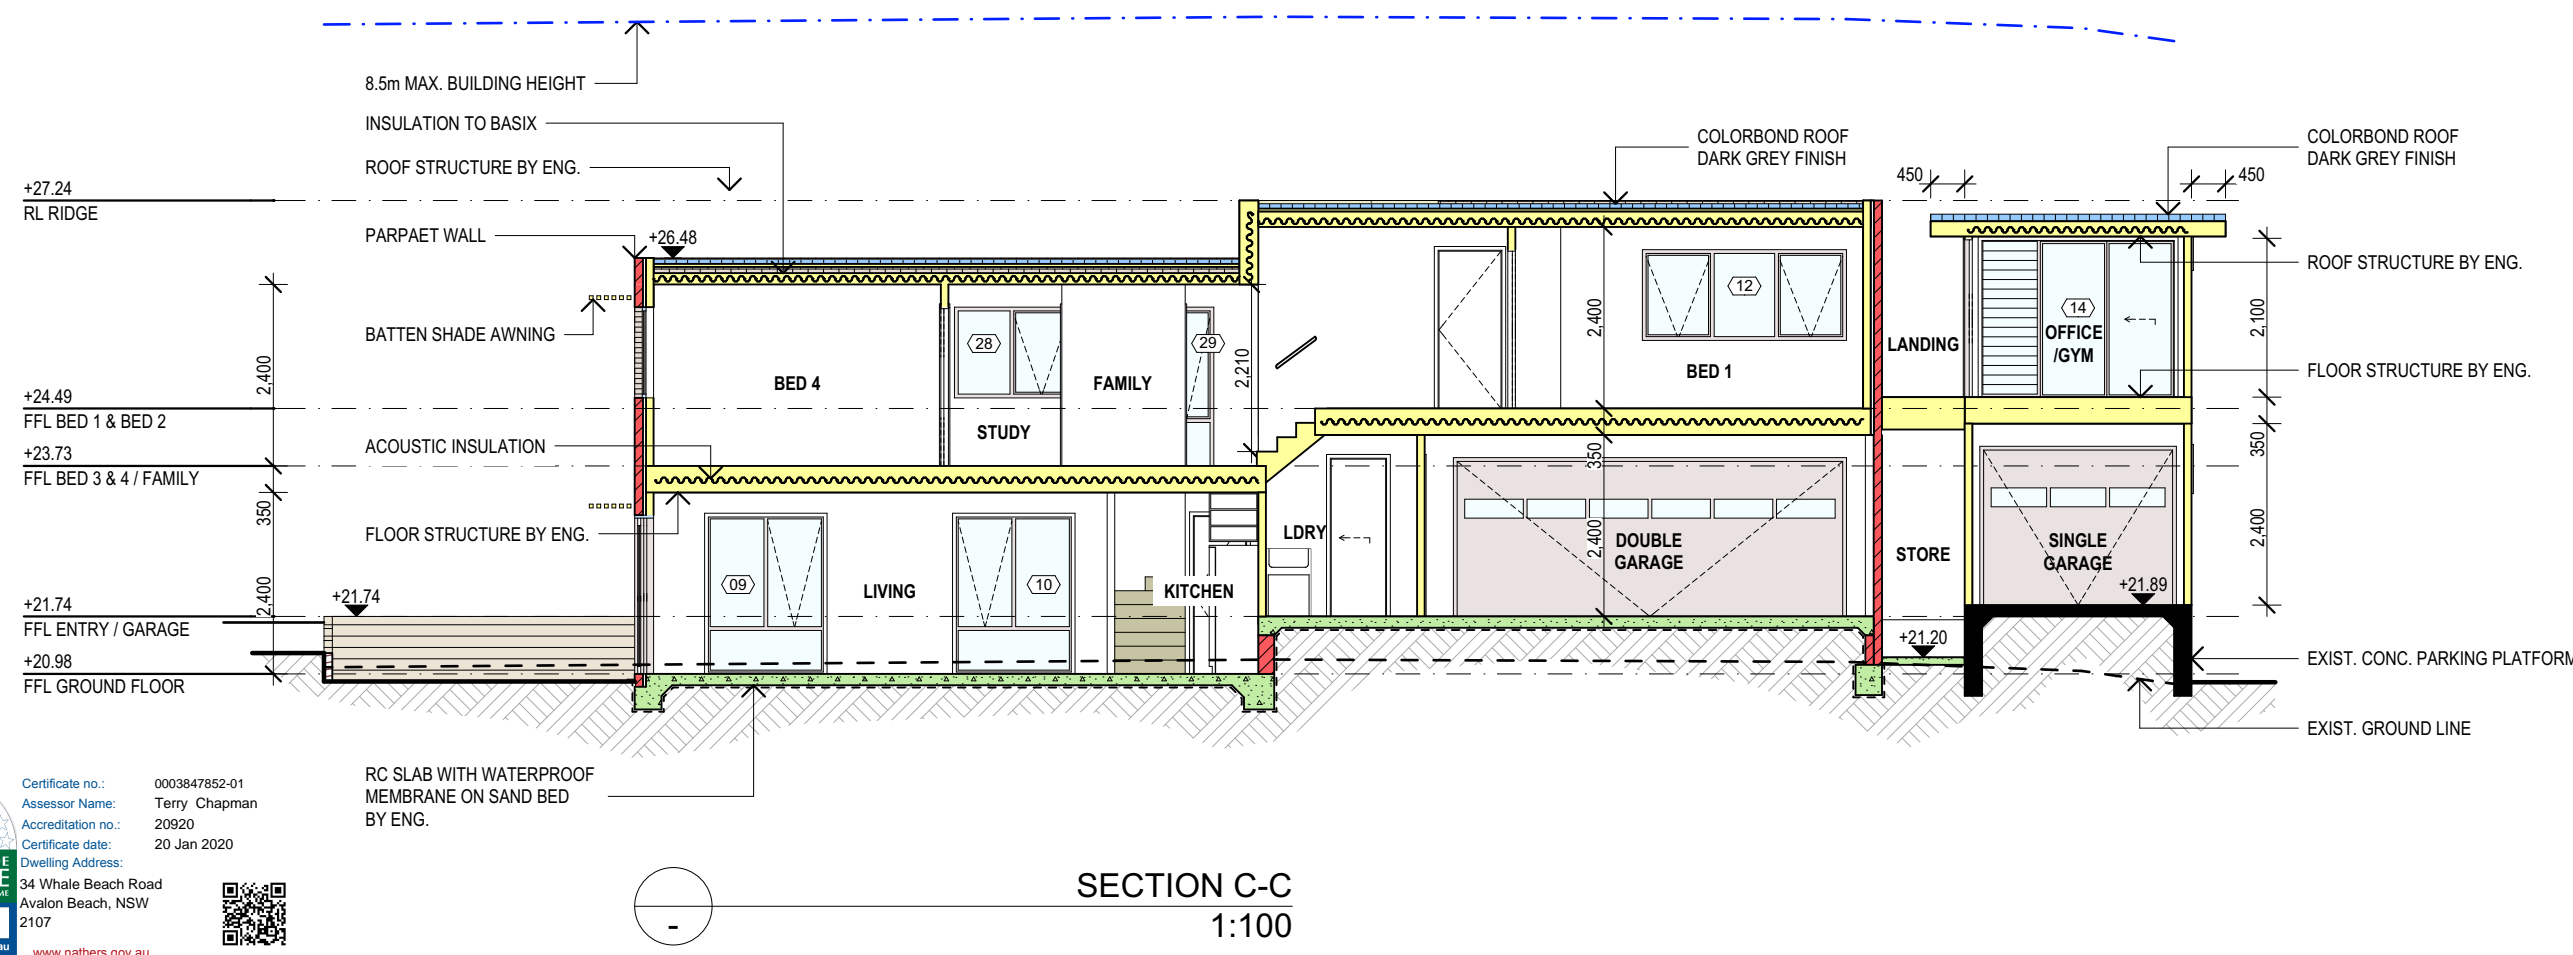 8.5m MAX. BUILDING HEIGHT
INSULATION TO BASIX
ROOF STRUCTURE BY ENG.
COLORBOND ROOF
DARK GREY FINISH
COLORBOND ROOF
DARK GREY FINISH
450
450
+27.24
RL RIDGE
PARPAET WALL
+26.48
ROOF STRUCTURE BY ENG.
12
14
OFFICE
/GYM
2,100
2,400
BATTEN SHADE AWNING
28
29
LANDING
2,400
BED 4
FAMILY
2,210
BED 1
FLOOR STRUCTURE BY ENG.
+24.49
FFL BED 1 & BED 2
STUDY
ACOUSTIC INSULATION
350
350
+23.73
FFL BED 3 & 4 / FAMILY
350
FLOOR STRUCTURE BY ENG.
LDRY
2,400
DOUBLE
GARAGE
STORE
SINGLE
GARAGE
2,400
09
LIVING
10
KITCHEN
+21.89
2,400
+21.74
FFL ENTRY / GARAGE
+21.74
+21.20
+20.98
FFL GROUND FLOOR
EXIST. CONC. PARKING PLATFORM
EXIST. GROUND LINE
RC SLAB WITH WATERPROOF
MEMBRANE ON SAND BED
BY ENG.
Certificate no.: 0003847852-01
Assessor Name: Terry Chapman
Accreditation no.: 20920
Certificate date: 20 Jan 2020
Dwelling Address:
34 Whale Beach Road
Avalon Beach, NSW
2107
www.nathers.gov.au
-
SECTION C-C
1:100